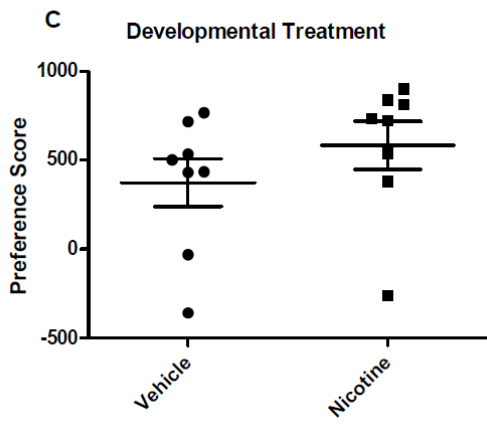 C
Developmental Treatment
Preference Score
1000
500
0
-500
Vehicle
Nicotine